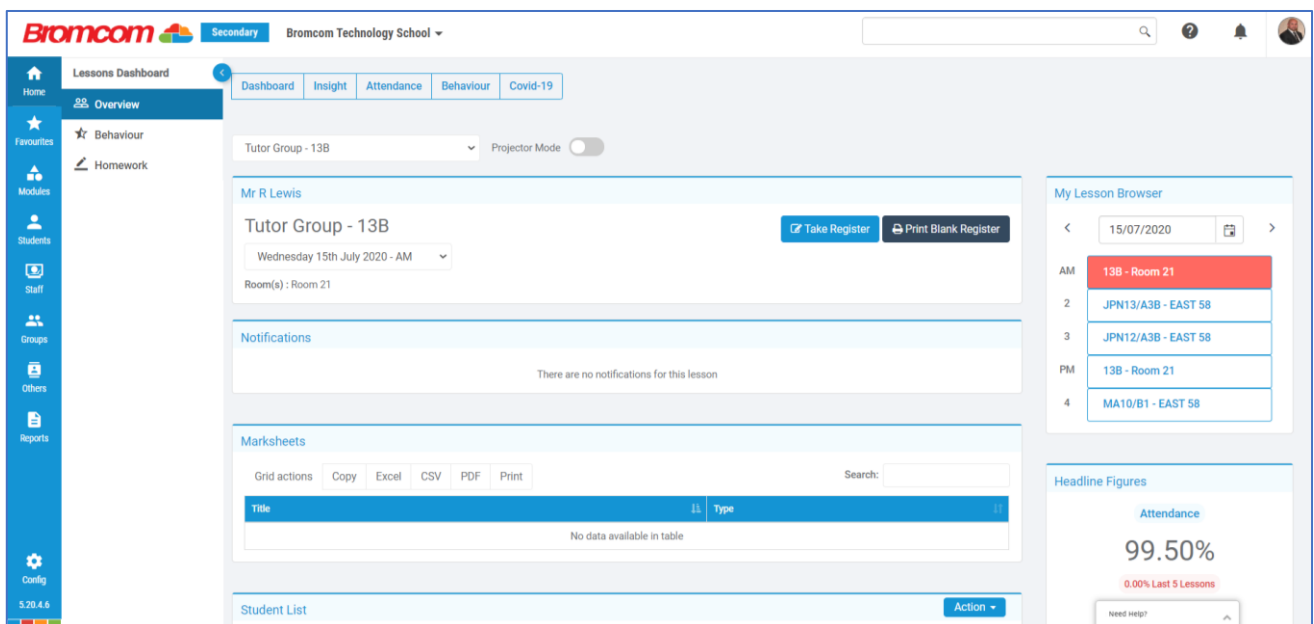 Bromcom Secondary Bromcom Technology School
Home
Favourites
Modules
Students
Staff
Groups
Others
Reports
Config
5.20.4.6
Lessons Dashboard
Overview
Behaviour
Homework
Dashboard Insight Attendance Behaviour Covid-19
Tutor Group - 13B Projector Mode
Mr R Lewis
Tutor Group - 13B
Take Register Print Blank Register
Wednesday 15th July 2020 - AM
Room(s) : Room 21
Notifications
There are no notifications for this lesson
Marksheets
Grid actions Copy Excel CSV PDF Print Search:
Title Type
No data available in table
Student List Action
My Lesson Browser
15/07/2020
AM 13B - Room 21
2 JPN13/A3B - EAST 58
3 JPN12/A3B - EAST 58
PM 13B - Room 21
4 MA10/B1 - EAST 58
Headline Figures
Attendance
99.50%
0.00% Last 5 Lessons
Need Help?